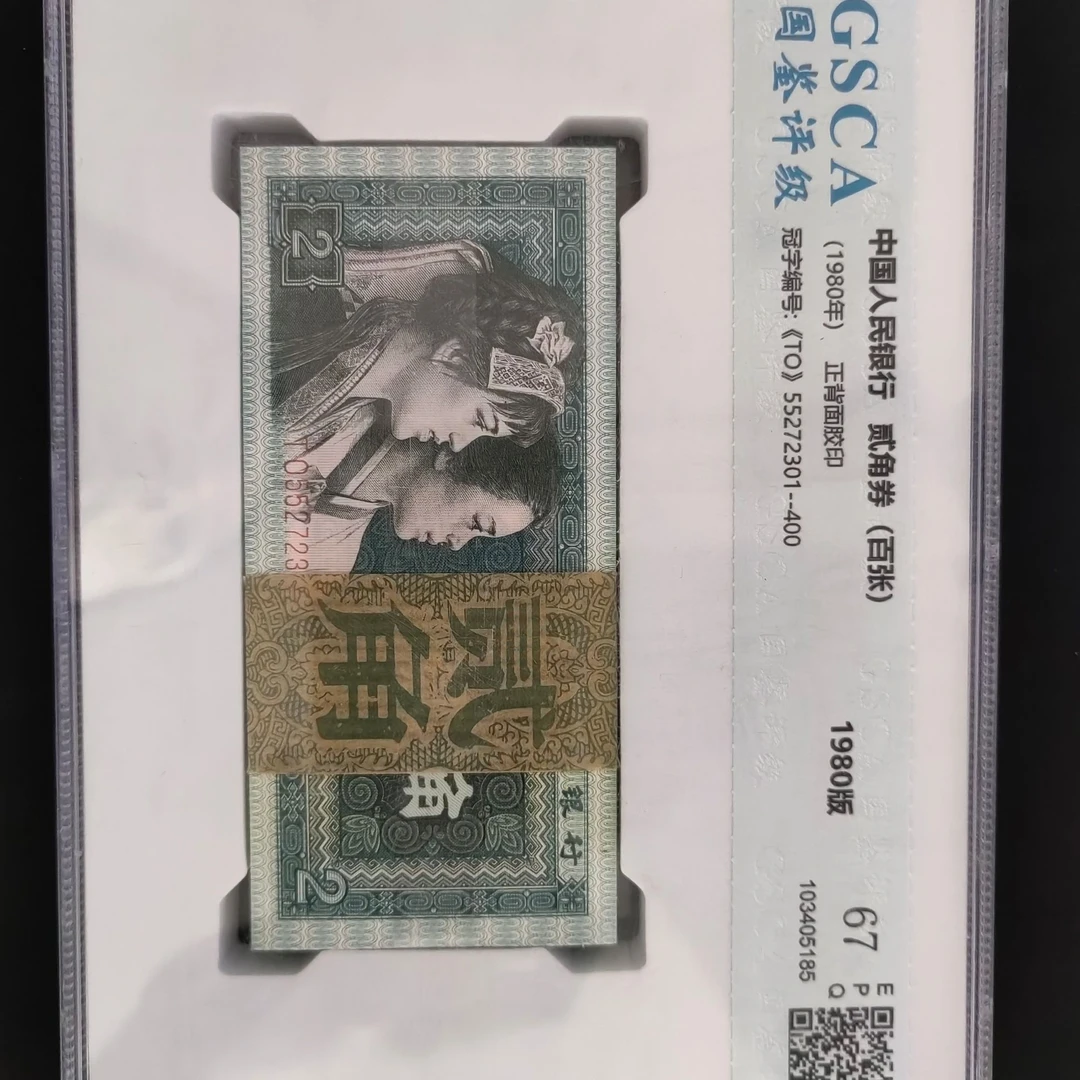 GSCA
国鉴评级
中国人民银行 贰角券（百张）
(1980年) 正背面胶印
冠字编号:《TO》55272301--400
1980版
67
EPQ
103405185
2
TO552723
贰角
银行
角
2